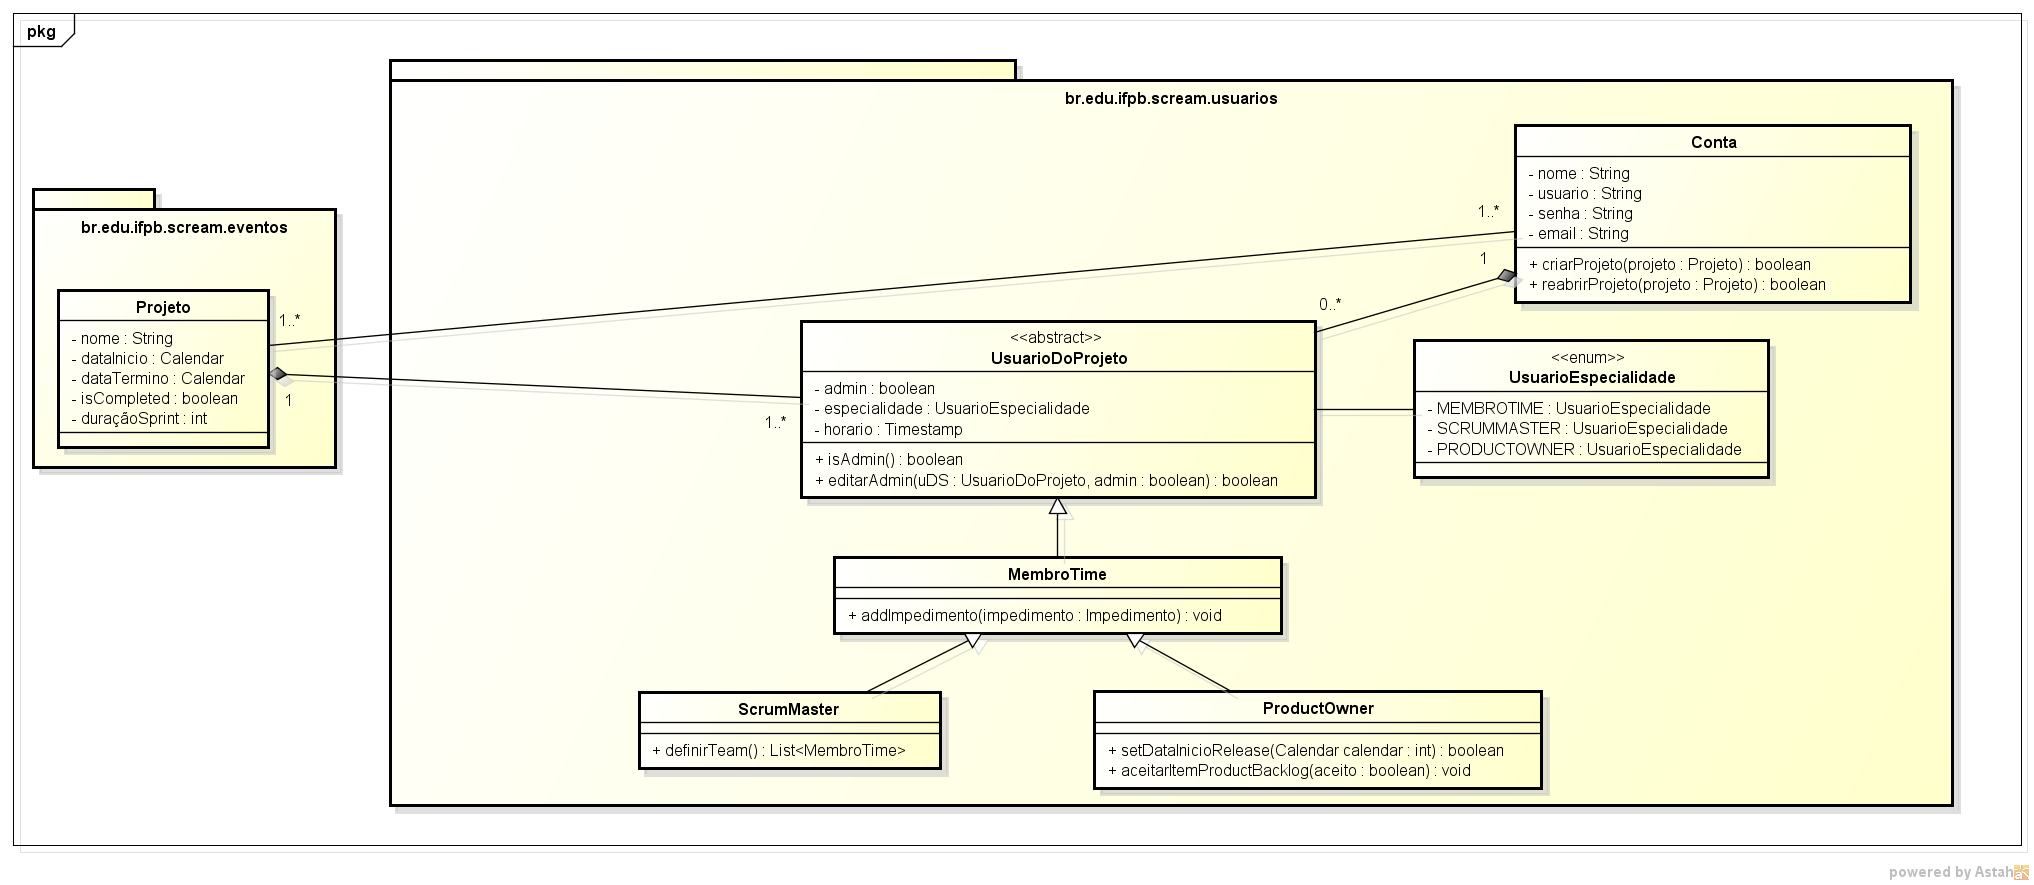 pkg
br.edu.ifpb.scream.usuarios
Conta
- nome : String
- usuario : String
- senha : String
- email : String
+ criarProjeto(projeto : Projeto) : boolean
+ reabrirProjeto(projeto : Projeto) : boolean
1..*
1
0..*
br.edu.ifpb.scream.eventos
Projeto
- nome : String
- dataInicio : Calendar
- dataTermino : Calendar
- isCompleted : boolean
- duraçãoSprint : int
1..*
1
1..*
<<abstract>>
UsuarioDoProjeto
- admin : boolean
- especialidade : UsuarioEspecialidade
- horario : Timestamp
+ isAdmin() : boolean
+ editarAdmin(uDS : UsuarioDoProjeto, admin : boolean) : boolean
<<enum>>
UsuarioEspecialidade
- MEMBROTIME : UsuarioEspecialidade
- SCRUMMASTER : UsuarioEspecialidade
- PRODUCTOWNER : UsuarioEspecialidade
MembroTime
+ addImpedimento(impedimento : Impedimento) : void
ScrumMaster
+ definirTeam() : List<MembroTime>
ProductOwner
+ setDataInicioRelease(Calendar calendar : int) : boolean
+ aceitarItemProductBacklog(aceito : boolean) : void
powered by Astah